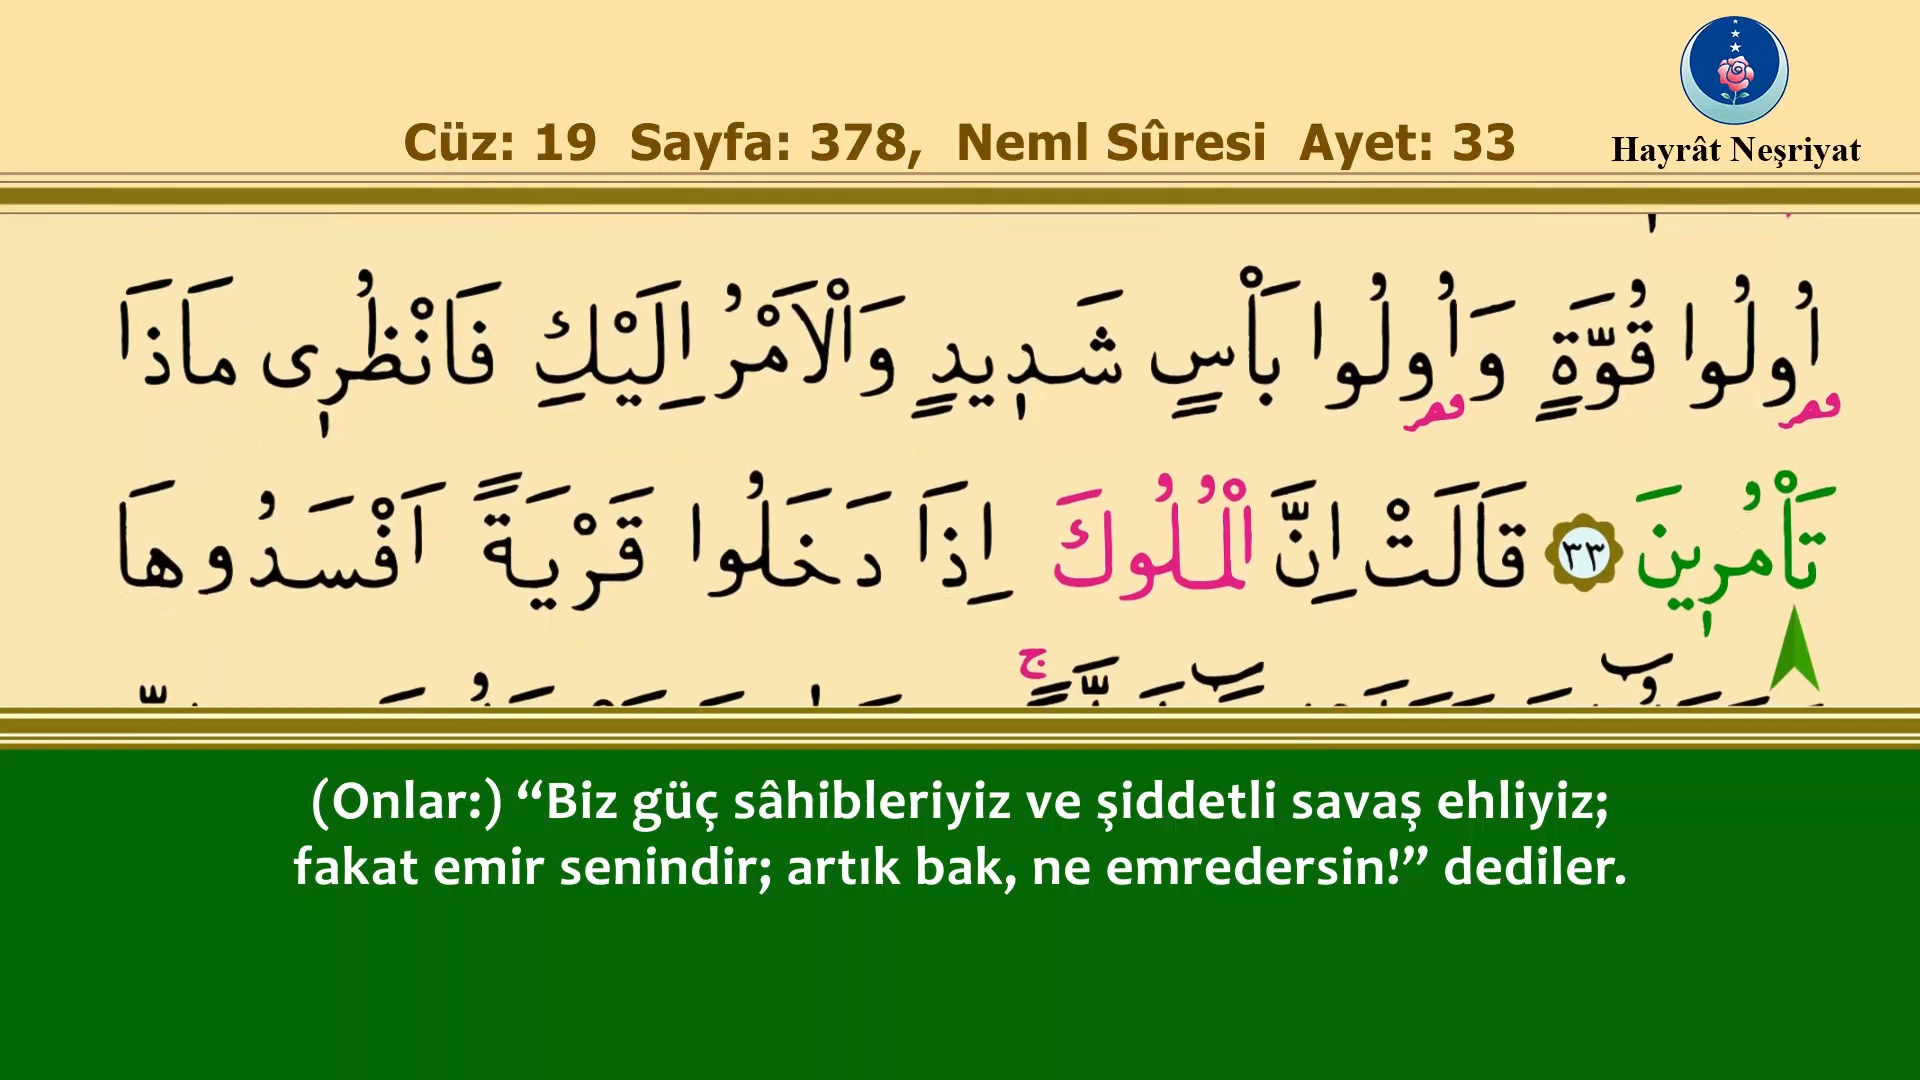 Cüz: 19 Sayfa: 378, Neml Sûresi Ayet: 33
Hayrât Neşriyat
اُولُوا قُوَّةٍ وَاُولُوا بَاْسٍ شَدٖيدٍ وَالْاَمْرُ اِلَيْكِ فَانْظُرٖى مَاذَا
قصر قصر
تَاْمُرٖينَ ٣٣ قَالَتْ اِنَّ الْمُلُوكَ اِذَا دَخَلُوا قَرْيَةً اَفْسَدُوهَا
ج
(Onlar:) “Biz güç sâhibleriyiz ve şiddetli savaş ehliyiz;
fakat emir senindir; artık bak, ne emredersin!” dediler.